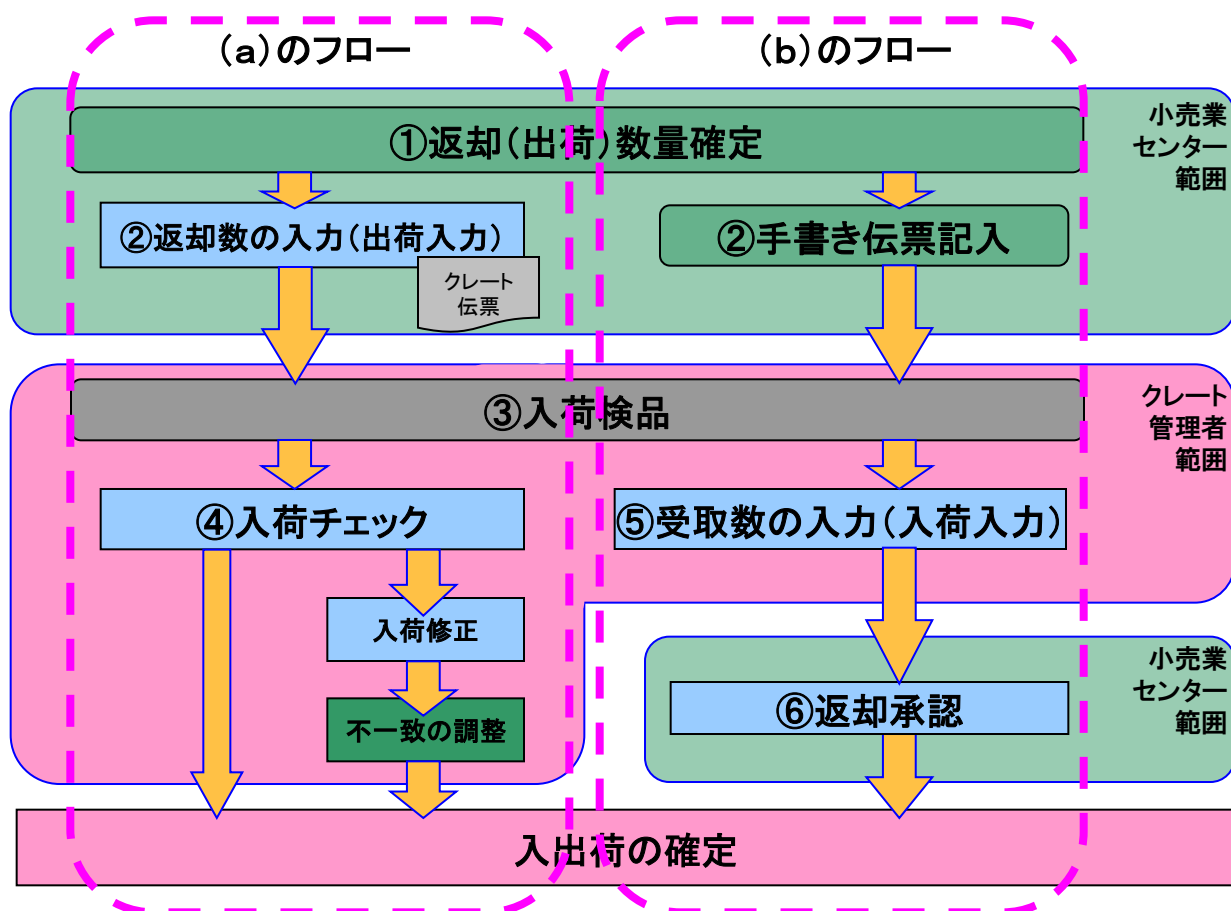 (a)のフロー
(b)のフロー
①返却(出荷)数量確定
小売業
センター
範囲
②返却数の入力(出荷入力)
②手書き伝票記入
クレート
伝票
③入荷検品
クレート
管理者
範囲
④入荷チェック
⑤受取数の入力(入荷入力)
入荷修正
小売業
センター
範囲
⑥返却承認
不一致の調整
入出荷の確定